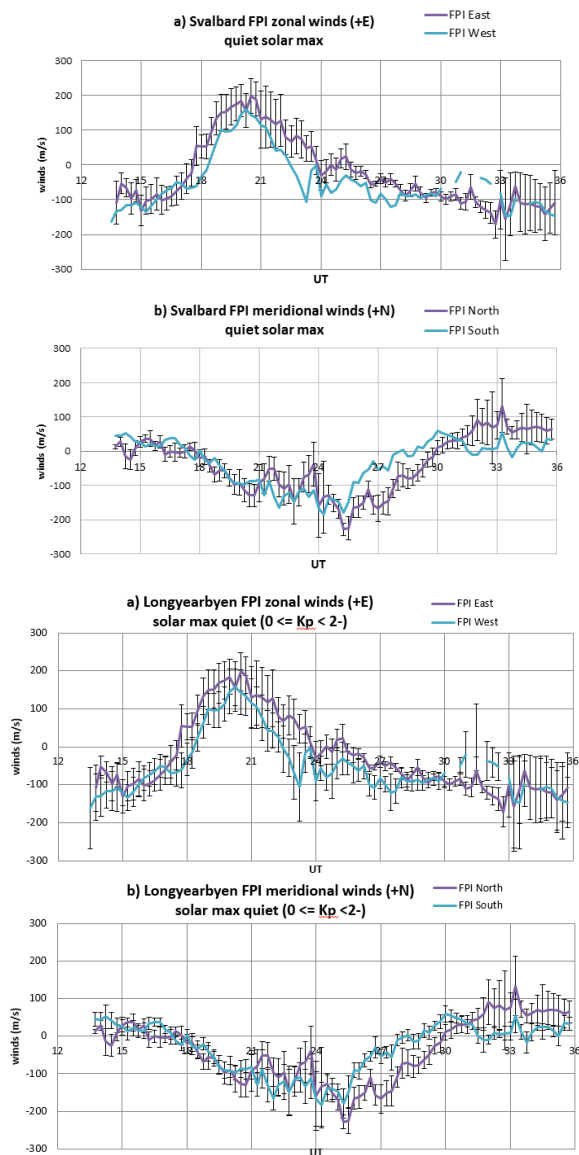 a) Svalbard FPI zonal winds (+E)
quiet solar max
FPI East
FPI West
300
200
100
0
-100
-200
-300
winds (m/s)
12
15
18
21
24
27
30
33
36
UT
b) Svalbard FPI meridional winds (+N)
quiet solar max
FPI North
FPI South
300
200
100
0
-100
-200
-300
winds (m/s)
12
15
18
21
24
27
30
33
36
UT
a) Longyearbyen FPI zonal winds (+E)
solar max quiet (0 <= Kp < 2-)
FPI East
FPI West
300
200
100
0
-100
-200
-300
winds (m/s)
12
15
18
21
24
27
30
33
36
UT
b) Longyearbyen FPI meridional winds (+N)
solar max quiet (0 <= Kp <2-)
FPI North
FPI South
300
200
100
0
-100
-200
-300
winds (m/s)
12
15
18
21
24
27
30
33
36
UT